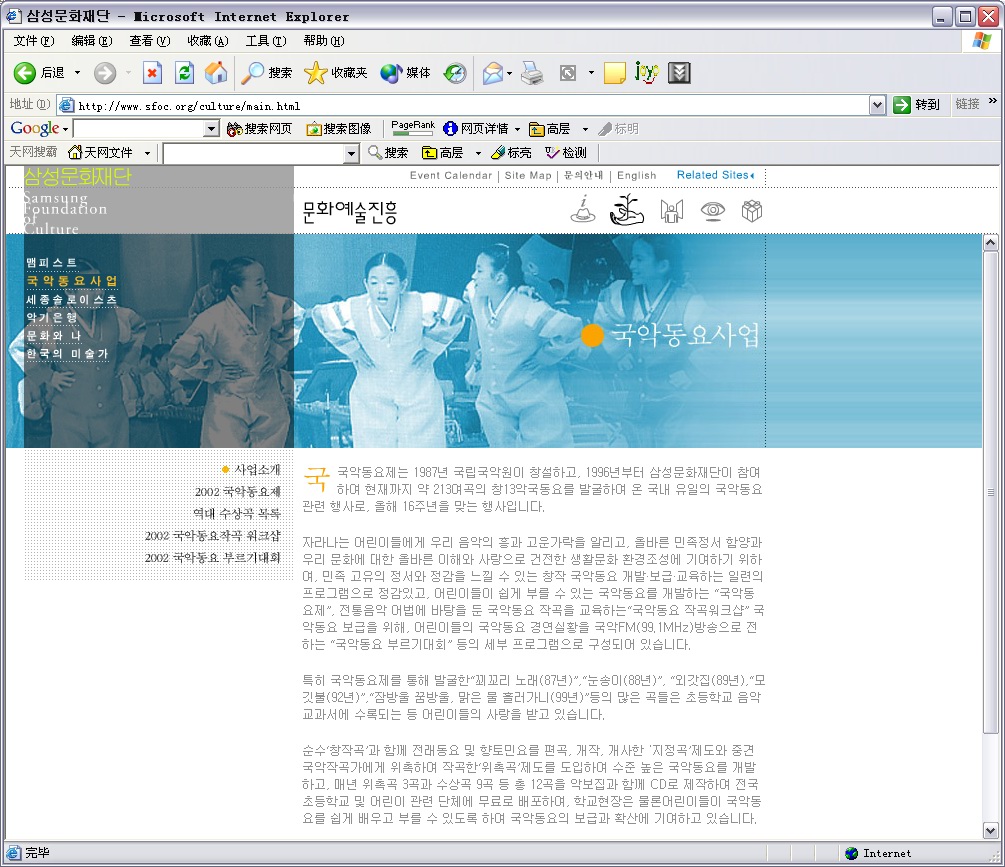 삼성문화재단 - Microsoft Internet Explorer
文件(F) 编辑(E) 查看(V) 收藏(A) 工具(T) 帮助(H)
后退 搜索 收藏夹 媒体 joy
地址(D) http://www.sfoc.org/culture/main.html 转到 链接 »
Google 搜索网页 搜索图像 PageRank 网页详情 高层 标明
天网搜霸 天网文件 搜索 高层 标亮 检测
삼성문화재단
Samsung
Foundation
of
Culture
Event Calendar | Site Map | 문의안내 | English Related Sites
문화예술진흥
맴피스트
국악동요사업
세종솔로이스츠
악기은행
문화와 나
한국의 미술가
국악동요사업
사업소개
2002 국악동요제
역대 수상곡 목록
2002 국악동요작곡 워크샵
2002 국악동요 부르기대회
국 국악동요제는 1987년 국립국악원이 창설하고, 1996년부터 삼성문화재단이 참여
하여 현재까지 약 213여곡의 창13악국동요를 발굴하여 온 국내 유일의 국악동요
관련 행사로, 올해 16주년을 맞는 행사입니다.
자라나는 어린이들에게 우리 음악의 흥과 고운가락을 알리고, 올바른 민족정서 함양과
우리 문화에 대한 올바른 이해와 사랑으로 건전한 생활문화 환경조성에 기여하기 위하
여, 민족 고유의 정서와 정감을 느낄 수 있는 창작 국악동요 개발·보급·교육하는 일련의
프로그램으로 정감있고, 어린이들이 쉽게 부를 수 있는 국악동요를 개발하는 "국악동
요제", 전통음악 어법에 바탕을 둔 국악동요 작곡을 교육하는"국악동요 작곡워크샵" 국
악동요 보급을 위해, 어린이들의 국악동요 경연실황을 국악FM(99.1MHz)방송으로 전
하는 "국악동요 부르기대회" 등의 세부 프로그램으로 구성되어 있습니다.
특히 국악동요제를 통해 발굴한"꾀꼬리 노래(87년)","눈송이(88년)", "외갓집(89년),"모
깃불(92년)","잠방울 꿈방울, 맑은 물 흘러가니(99년)"등의 많은 곡들은 초등학교 음악
교과서에 수록되는 등 어린이들의 사랑을 받고 있습니다.
순수'창작곡'과 함께 전래동요 및 향토민요를 편곡, 개작, 개사한 '지정곡'제도와 중견
국악작곡가에게 위촉하여 작곡한'위촉곡'제도를 도입하여 수준 높은 국악동요를 개발
하고, 매년 위촉곡 3곡과 수상곡 9곡 등 총 12곡을 악보집과 함께 CD로 제작하여 전국
초등학교 및 어린이 관련 단체에 무료로 배포하여, 학교현장은 물론어린이들이 국악동
요를 쉽게 배우고 부를 수 있도록 하여 국악동요의 보급과 확산에 기여하고 있습니다.
完毕 Internet